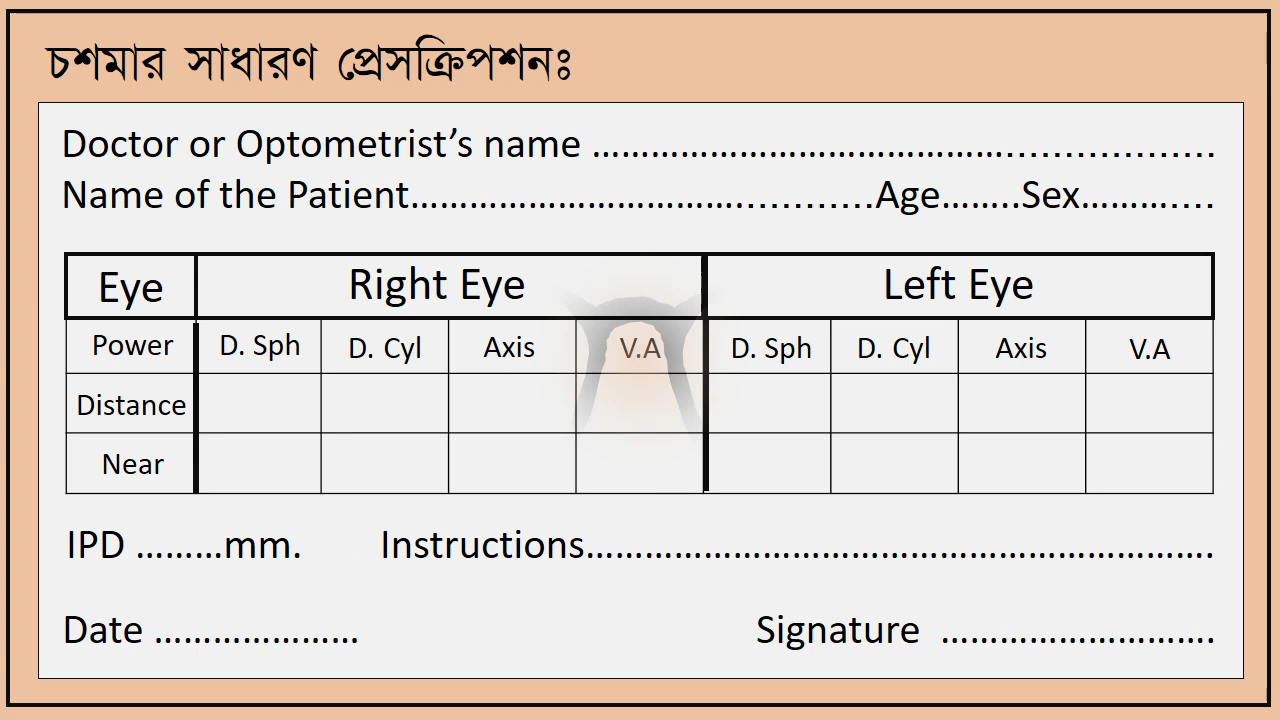 চশমার সাধারণ প্রেসক্রিপশনঃ
Doctor or Optometrist’s name ……………………………………………………
Name of the Patient…………………………………………Age……..Sex…………....
Eye Right Eye Left Eye
Power D. Sph D. Cyl Axis V.A D. Sph D. Cyl Axis V.A
Distance
Near
IPD ………mm. Instructions……………………………………………………….
Date ………………… Signature ……………………….